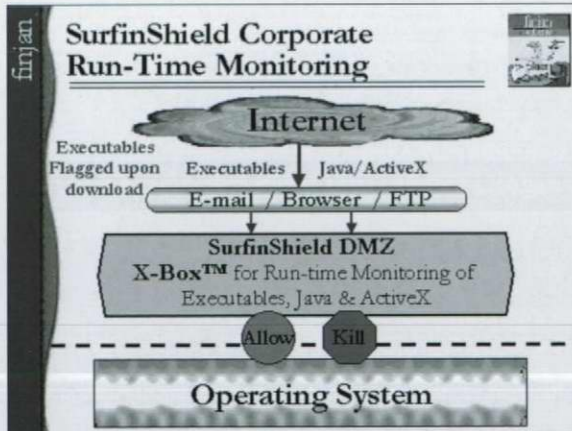 finjan
SurfinShield Corporate
Run-Time Monitoring
Internet
Executables
Flagged upon
download
Executables
Java/ActiveX
E-mail / Browser / FTP
SurfinShield DMZ
X-Box™ for Run-time Monitoring of
Executables, Java & ActiveX
Allow
Kill
Operating System